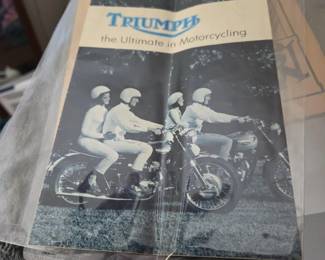 TRIUMPH
the Ultimate in Motorcycling